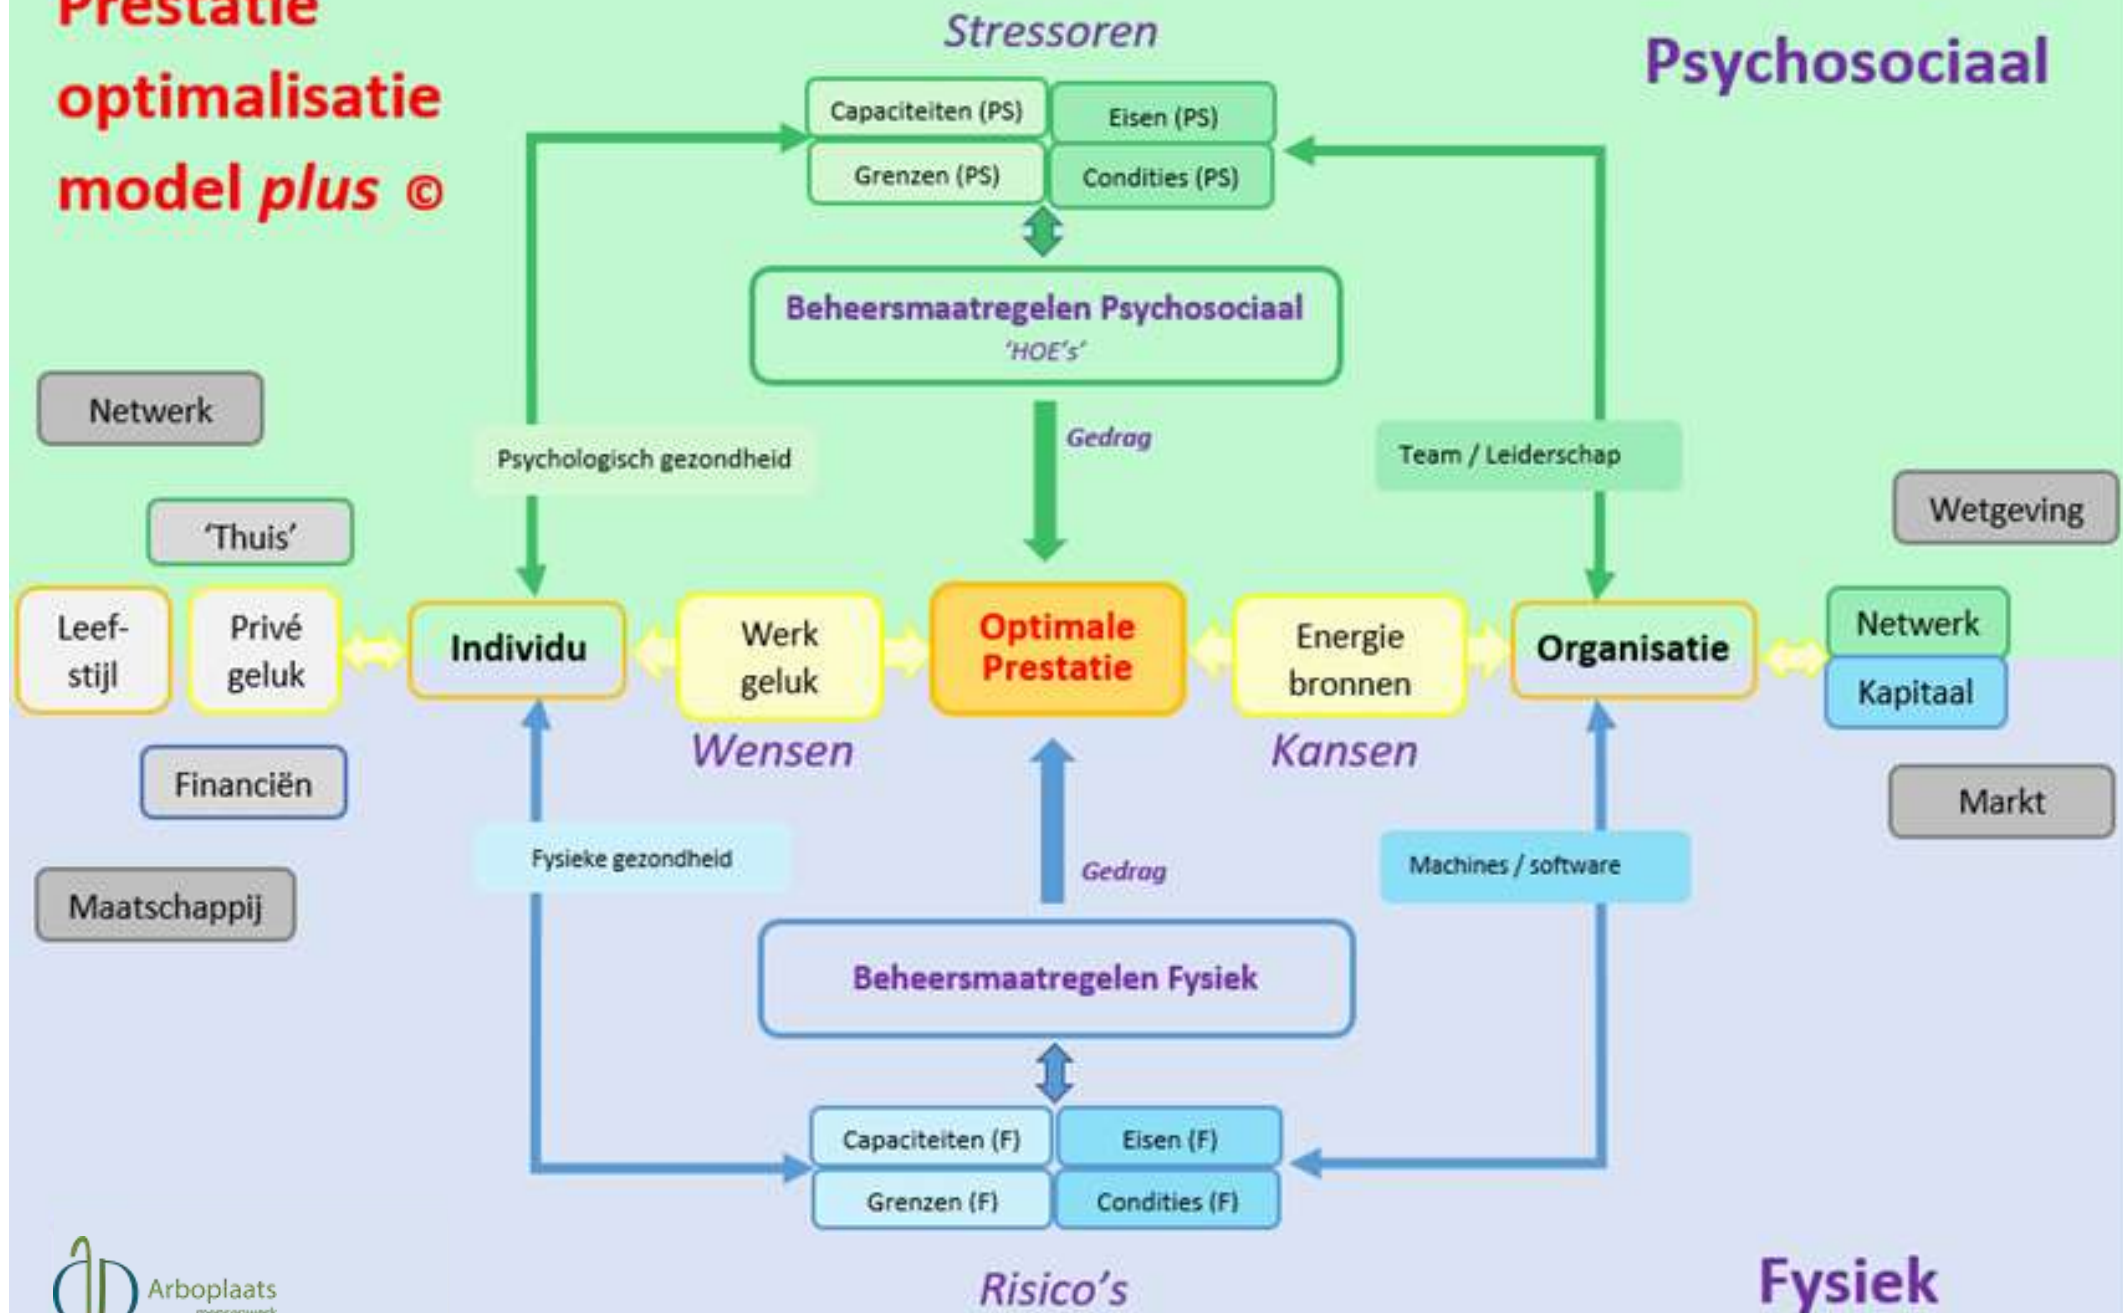 Prestatie
optimalisatie
model plus ©
Stressoren
Psychosociaal
Capaciteiten (PS)
Eisen (PS)
Grenzen (PS)
Condities (PS)
Beheersmaatregelen Psychosociaal
'HOE's'
Netwerk
Gedrag
Psychologisch gezondheid
Team / Leiderschap
Wetgeving
'Thuis'
Leef-
stijl
Privé
geluk
Individu
Werk
geluk
Optimale
Prestatie
Energie
bronnen
Organisatie
Netwerk
Kapitaal
Wensen
Kansen
Financiën
Markt
Fysieke gezondheid
Gedrag
Machines / software
Maatschappij
Beheersmaatregelen Fysiek
Capaciteiten (F)
Eisen (F)
Grenzen (F)
Condities (F)
Risico's
Fysiek
Arboplaats
mensenwerk